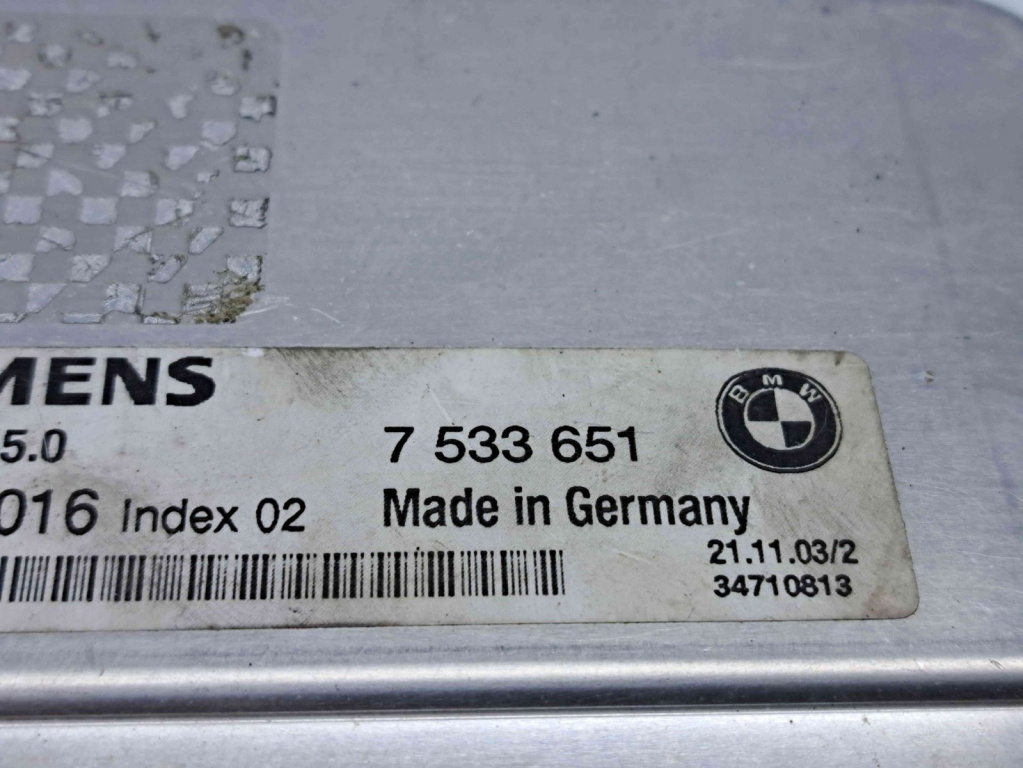 MENS
BMW
5.0
7 533 651
016 Index 02
Made in Germany
21.11.03/2
34710813